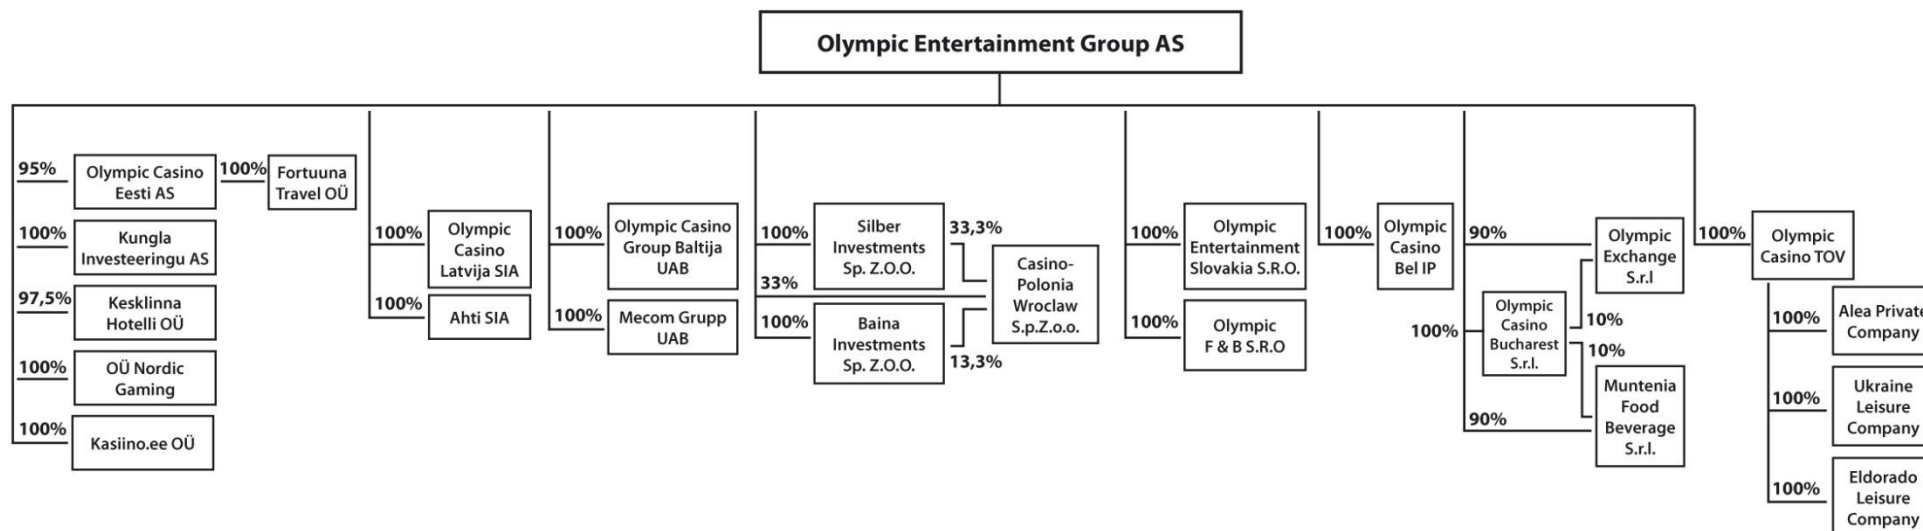 Olympic Entertainment Group AS
95%
Olympic Casino
Eesti AS
100%
Fortuuna
Travel OÜ
100%
Kungla
Investeeringu AS
97,5%
Kesklinna
Hotelli OÜ
100%
OÜ Nordic
Gaming
100%
Kasiino.ee OÜ
100%
Olympic
Casino
Latvija SIA
100%
Ahti SIA
100%
Olympic Casino
Group Baltija
UAB
100%
Mecom Grupp
UAB
100%
Silber
Investments
Sp. Z.O.O.
33,3%
33%
Casino-
Polonia
Wroclaw
S.p.Z.o.o.
100%
Baina
Investments
Sp. Z.O.O.
13,3%
100%
Olympic
Entertainment
Slovakia S.R.O.
100%
Olympic
F & B S.R.O
100%
Olympic
Casino
Bel IP
90%
Olympic
Exchange
S.r.l
100%
Olympic
Casino
Bucharest
S.r.l.
10%
10%
90%
Muntenia
Food
Beverage
S.r.l.
100%
Olympic
Casino TOV
100%
Alea Private
Company
100%
Ukraine
Leisure
Company
100%
Eldorado
Leisure
Company